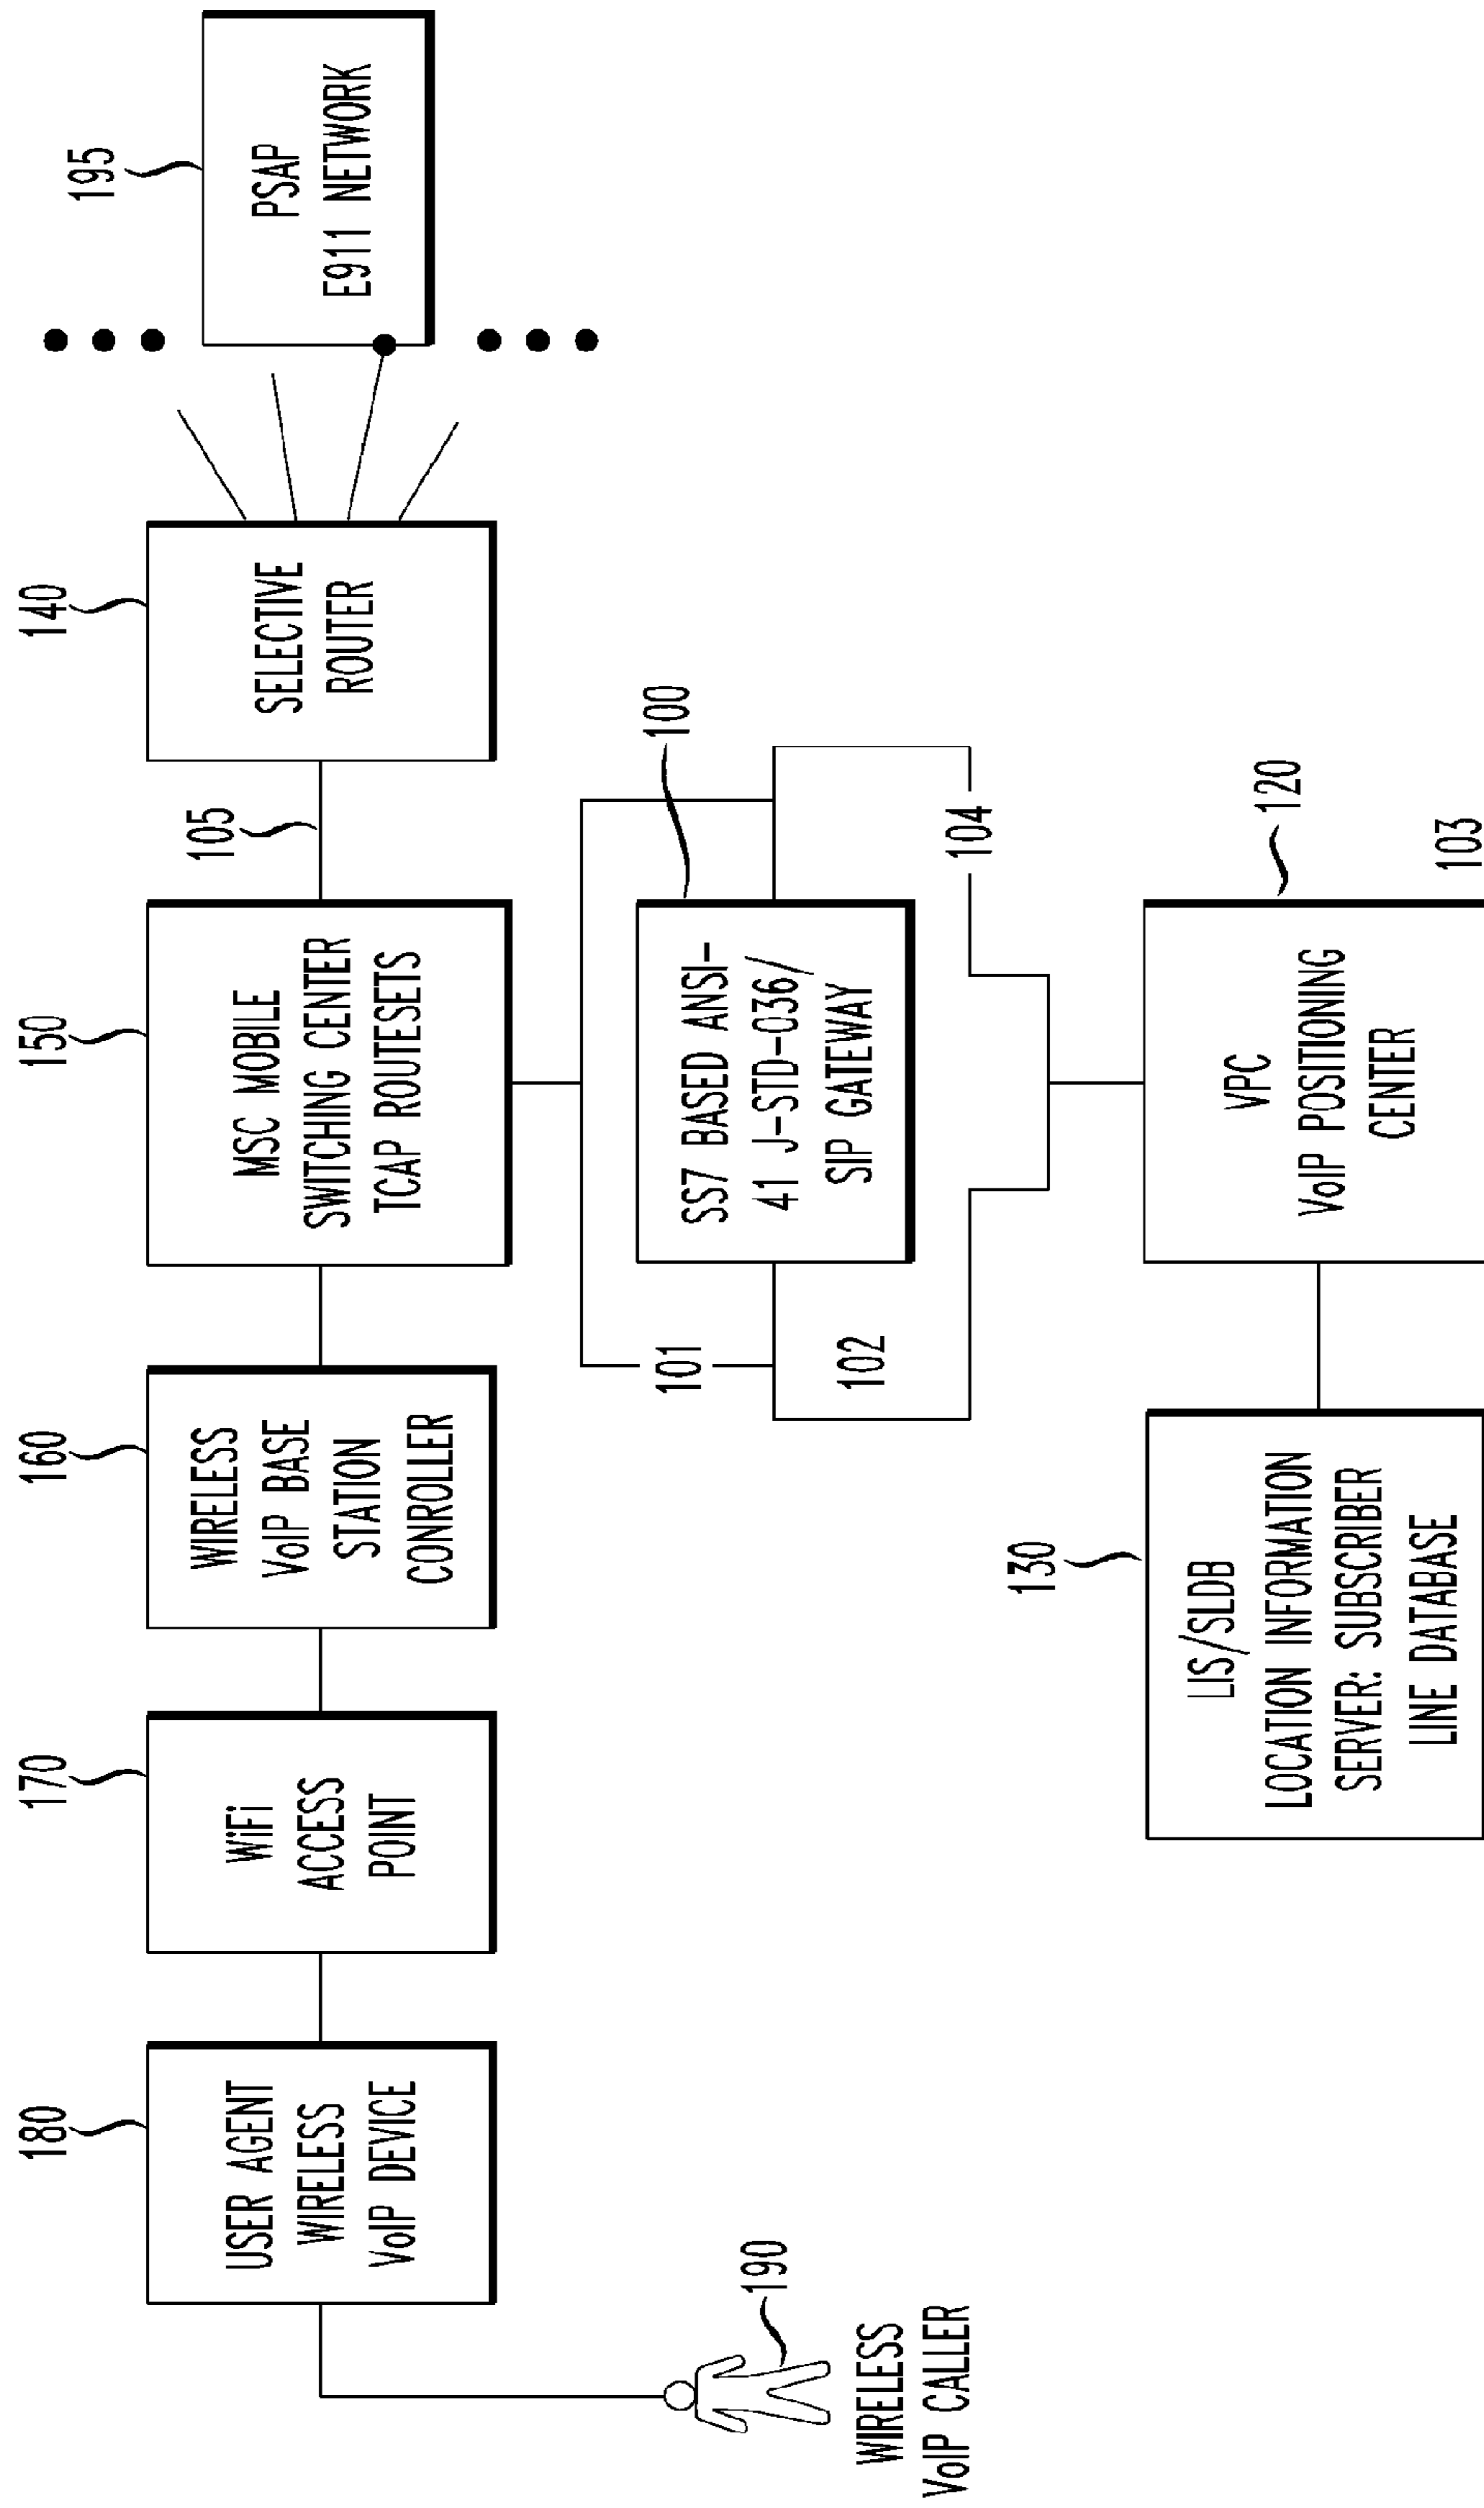 180
USER AGENT
WIRELESS
VoIP DEVICE
170
WiFi
ACCESS
POINT
160
WIRELESS
VoIP BASE
STATION
CONROLLER
150
MSC MOBILE
SWITCHING CENTER
TCAP ROUTESETS
105
140
SELECTIVE
ROUTER
195
PSAP
E911 NETWORK
190
WIRELESS
VoIP CALLER
101
102
SS7 BASED ANSI-
41 J-STD-036/
SIP GATEWAY
100
104
130
LIS/SLDB
LOCATION INFORMATION
SERVER: SUBSCRIBER
LINE DATABASE
VPC
VoIP POSITIONING
CENTER
120
103